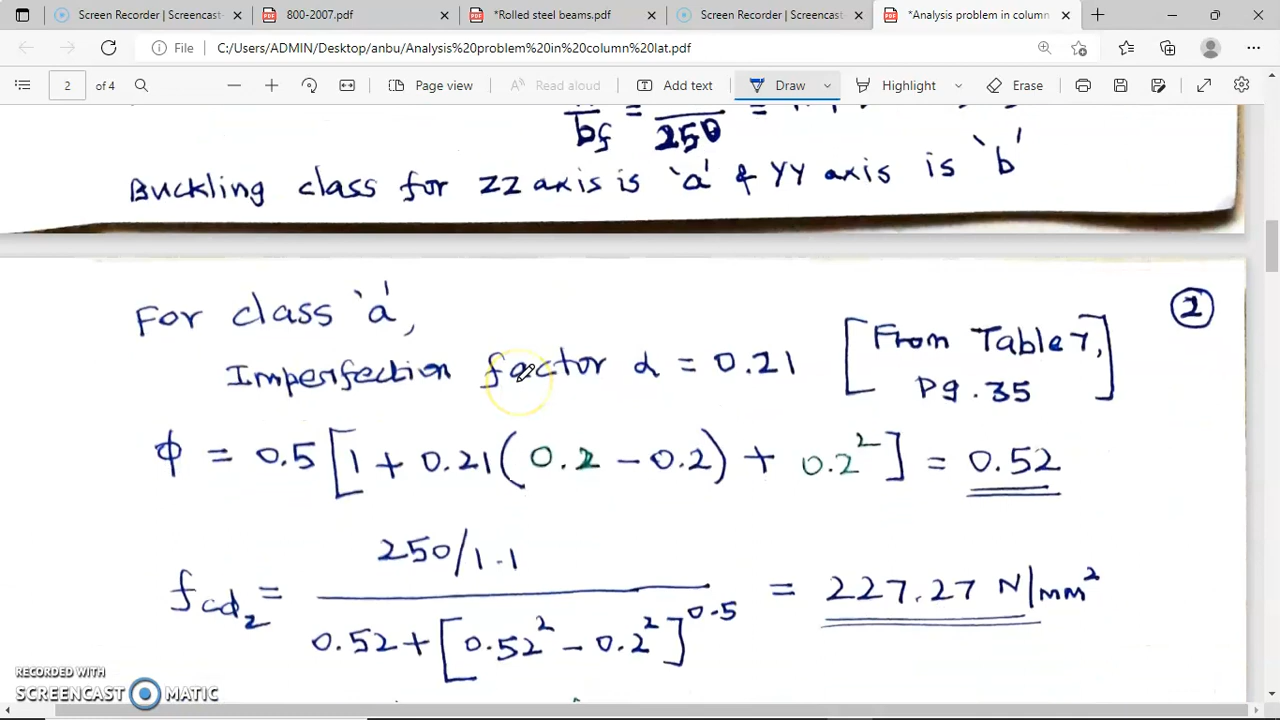 Screen Recorder | Screencast-
800-2007.pdf
*Rolled steel beams.pdf
Screen Recorder | Screencast-
*Analysis problem in column
File
C:/Users/ADMIN/Desktop/anbu/Analysis%20problem%20in%20column%20lat.pdf
2 of 4
Page view
Read aloud
Add text
Draw
Highlight
Erase
bf = 250 =
Buckling class for ZZ axis is 'a' & YY axis is 'b'
2
For class 'a',
Imperfection factor α = 0.21 [From Table 7, Pg. 35]
φ = 0.5 [1 + 0.21 (0.2 - 0.2) + 0.2²] = 0.52
250/1.1
fcdz = = 227.27 N/mm²
0.52 + [0.52² - 0.2²]^0.5
RECORDED WITH
SCREENCAST MATIC